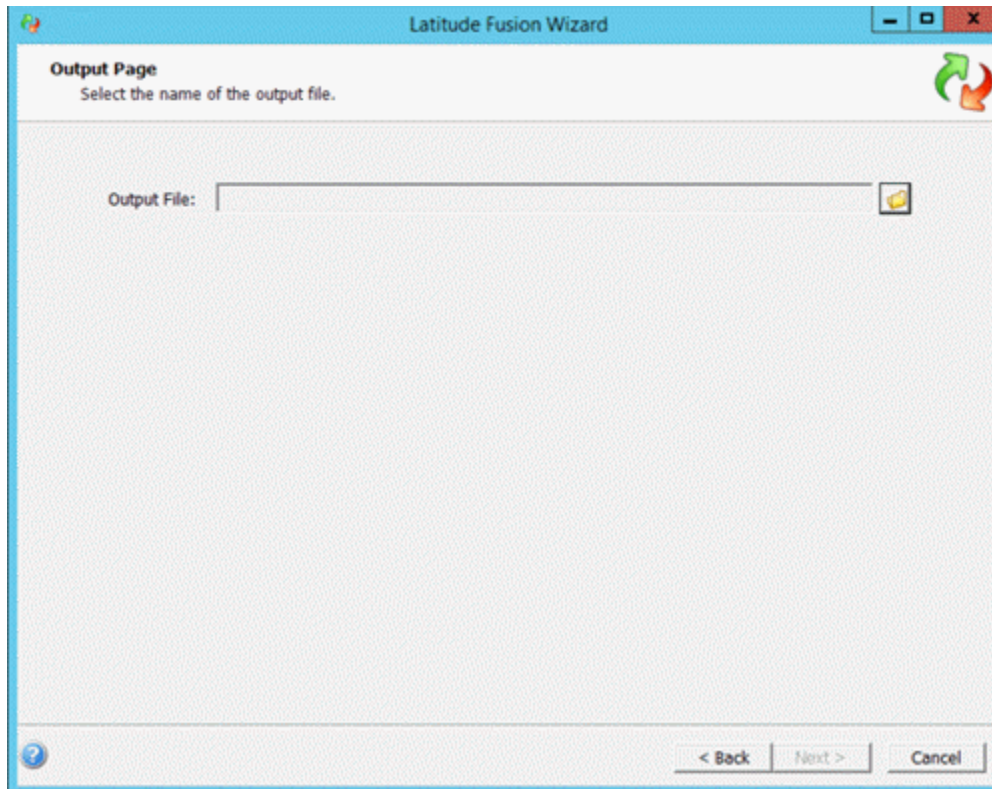 Latitude Fusion Wizard
Output Page
Select the name of the output file.
Output File:
< Back Next > Cancel